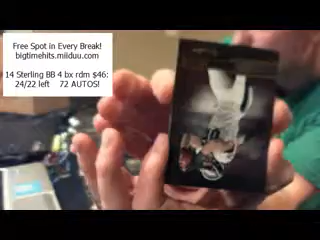 Free Spot in Every Break!
bigtimehits.miiduu.com
14 Sterling BB 4 bx rdm $46:
24/22 left 72 AUTOS!